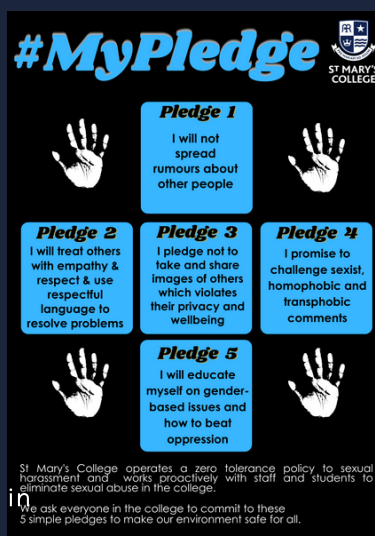 #MyPledge
ST MARY'S
COLLEGE
Pledge 1
I will not
spread
rumours about
other people
Pledge 2
I will treat others
with empathy &
respect & use
respectful
language to
resolve problems
Pledge 3
I pledge not to
take and share
images of others
which violates
their privacy and
wellbeing
Pledge 4
I promise to
challenge sexist,
homophobic and
transphobic
comments
Pledge 5
I will educate
myself on gender-
based issues and
how to beat
oppression
St Mary's College operates a zero tolerance policy to sexual
harassment and works proactively with staff and students to
eliminate sexual abuse in the college.
in
We ask everyone in the college to commit to these
5 simple pledges to make our environment safe for all.